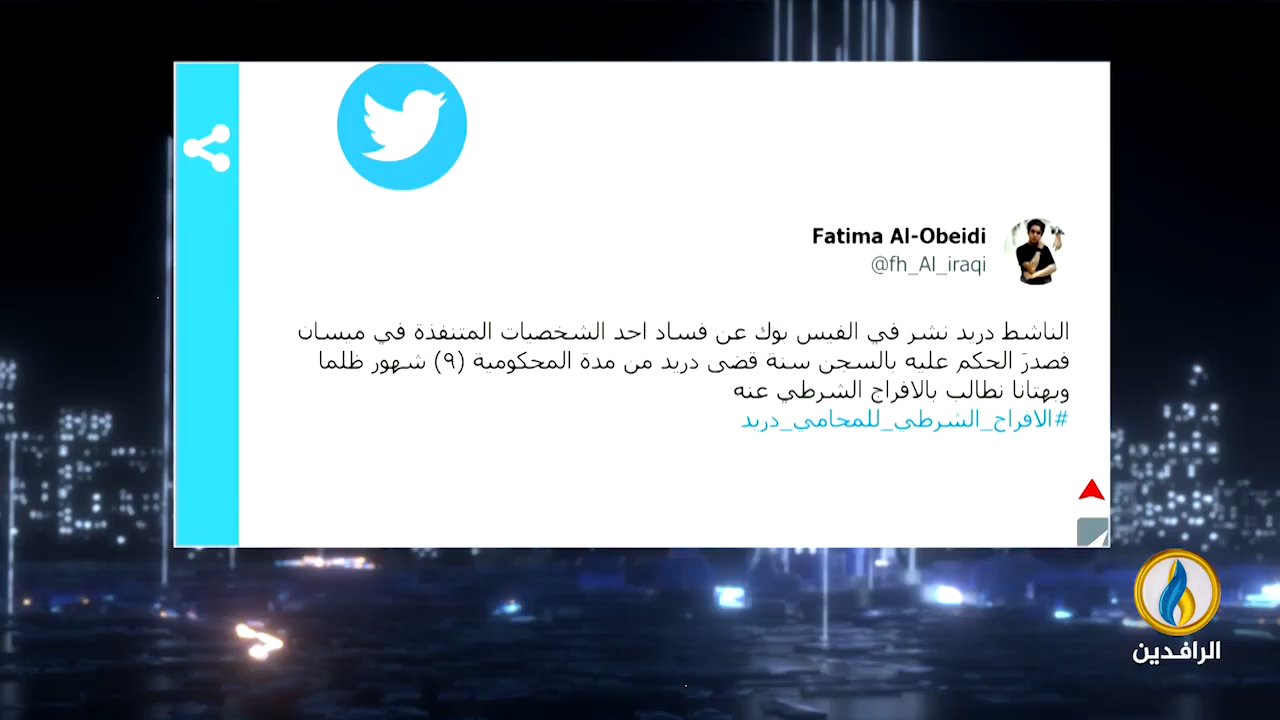 Fatima Al-Obeidi
@fh_Al_iraqi
الناشط دريد نشر في الفيس بوك عن فساد احد الشخصيات المتنفذة في ميسان
فصدرَ الحكم عليه بالسجن سنة قضى دريد من مدة المحكومية (٩) شهور ظلما
وبهتانا نطالب بالافراج الشرطي عنه
#الافراج_الشرطي_للمحامي_دريد
الرافدين